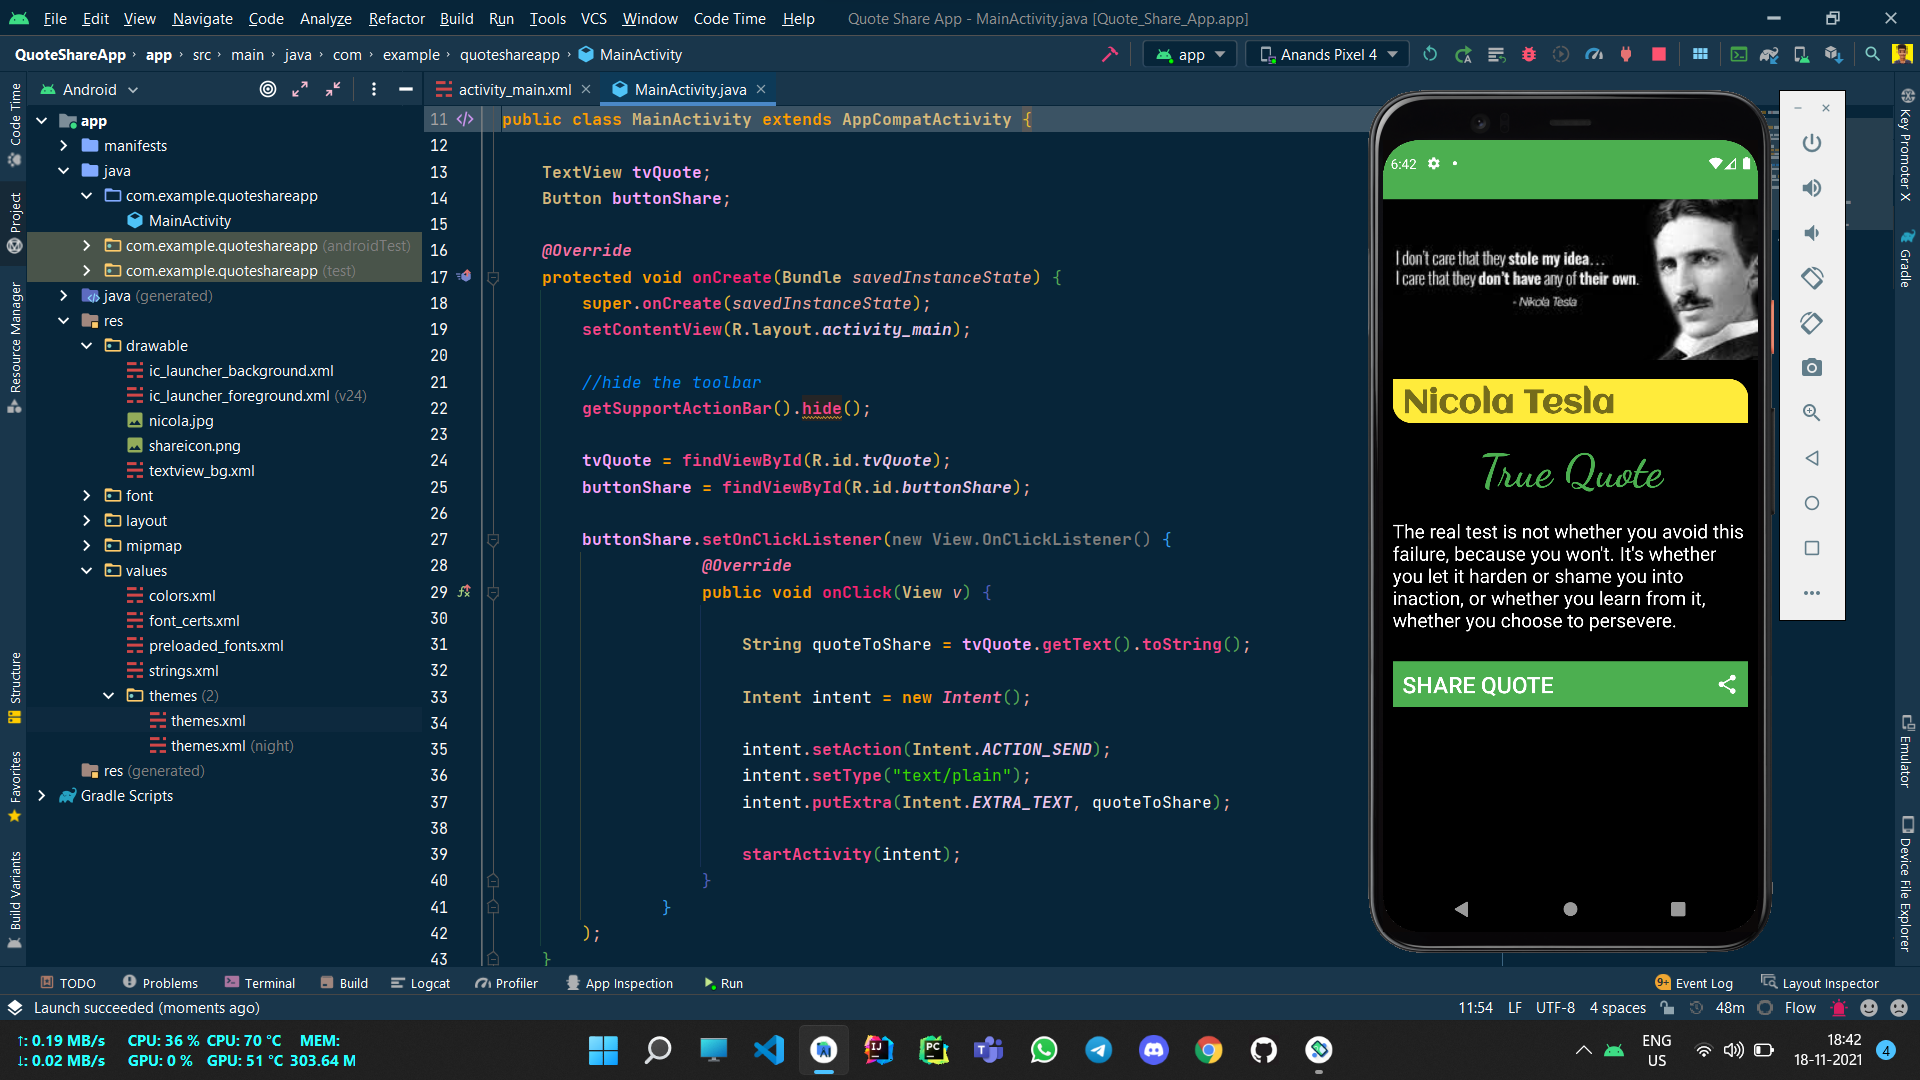 File Edit View Navigate Code Analyze Refactor Build Run Tools VCS Window Code Time Help Quote Share App - MainActivity.java [Quote_Share_App.app]
QuoteShareApp app src main java com example quoteshareapp MainActivity app Anands Pixel 4
Android
activity_main.xml MainActivity.java
app
manifests
java
com.example.quoteshareapp
MainActivity
com.example.quoteshareapp (androidTest)
com.example.quoteshareapp (test)
java (generated)
res
drawable
ic_launcher_background.xml
ic_launcher_foreground.xml (v24)
nicola.jpg
shareicon.png
textview_bg.xml
font
layout
mipmap
values
colors.xml
font_certs.xml
preloaded_fonts.xml
strings.xml
themes (2)
themes.xml
themes.xml (night)
res (generated)
Gradle Scripts
Code Time
Project
Resource Manager
Structure
Favorites
Build Variants
11 public class MainActivity extends AppCompatActivity {
12
13 TextView tvQuote;
14 Button buttonShare;
15
16 @Override
17 protected void onCreate(Bundle savedInstanceState) {
18 super.onCreate(savedInstanceState);
19 setContentView(R.layout.activity_main);
20
21 //hide the toolbar
22 getSupportActionBar().hide();
23
24 tvQuote = findViewById(R.id.tvQuote);
25 buttonShare = findViewById(R.id.buttonShare);
26
27 buttonShare.setOnClickListener(new View.OnClickListener() {
28 @Override
29 public void onClick(View v) {
30
31 String quoteToShare = tvQuote.getText().toString();
32
33 Intent intent = new Intent();
34
35 intent.setAction(Intent.ACTION_SEND);
36 intent.setType("text/plain");
37 intent.putExtra(Intent.EXTRA_TEXT, quoteToShare);
38
39 startActivity(intent);
40 }
41 }
42 );
43 }
6:42
I don't care that they stole my idea...
I care that they don't have any of their own.
- Nikola Tesla
Nicola Tesla
True Quote
The real test is not whether you avoid this
failure, because you won't. It's whether
you let it harden or shame you into
inaction, or whether you learn from it,
whether you choose to persevere.
SHARE QUOTE
Key Promoter X
Gradle
Emulator
Device File Explorer
TODO Problems Terminal Build Logcat Profiler App Inspection Run 9+ Event Log Layout Inspector
Launch succeeded (moments ago) 11:54 LF UTF-8 4 spaces 48m Flow
↑: 0.19 MB/s CPU: 36 % CPU: 70 °C MEM:
↓: 0.02 MB/s GPU: 0 % GPU: 51 °C 303.64 M
IJ
PC
ENG
US
18:42
18-11-2021
4